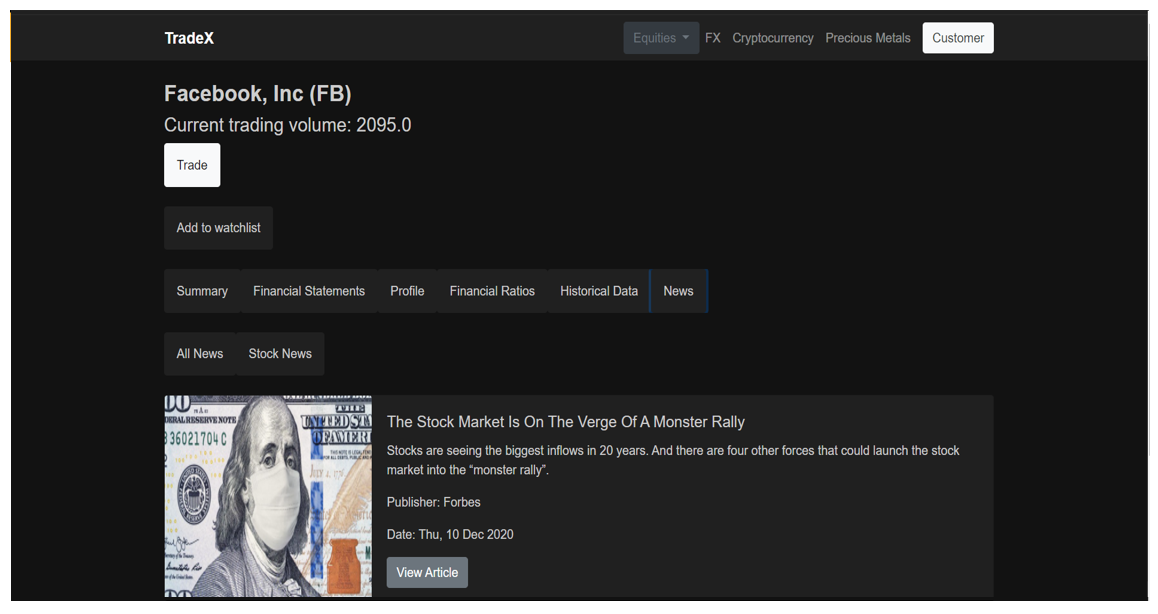 TradeX
Equities
FX
Cryptocurrency
Precious Metals
Customer
Facebook, Inc (FB)
Current trading volume: 2095.0
Trade
Add to watchlist
Summary
Financial Statements
Profile
Financial Ratios
Historical Data
News
All News
Stock News
FEDERAL RESERVE NOTE
36021704 C
THE
UNITED STA
OF AMERI
The Stock Market Is On The Verge Of A Monster Rally
Stocks are seeing the biggest inflows in 20 years. And there are four other forces that could launch the stock
market into the “monster rally”.
Publisher: Forbes
Date: Thu, 10 Dec 2020
View Article